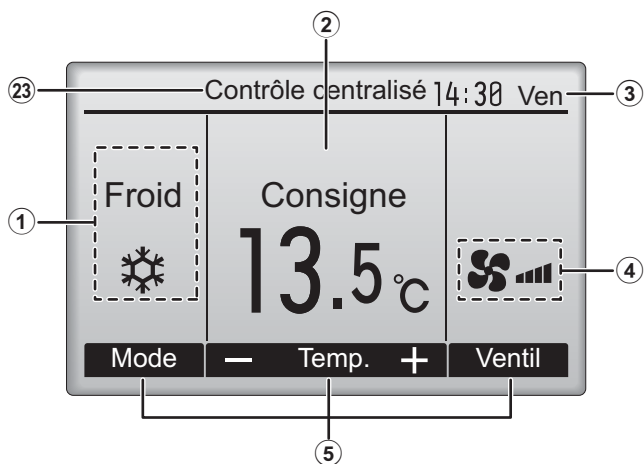 2
23 Contrôle centralisé 14:30 Ven 3
Froid Consigne
1
13.5°C
4
Mode — Temp. + Ventil
5